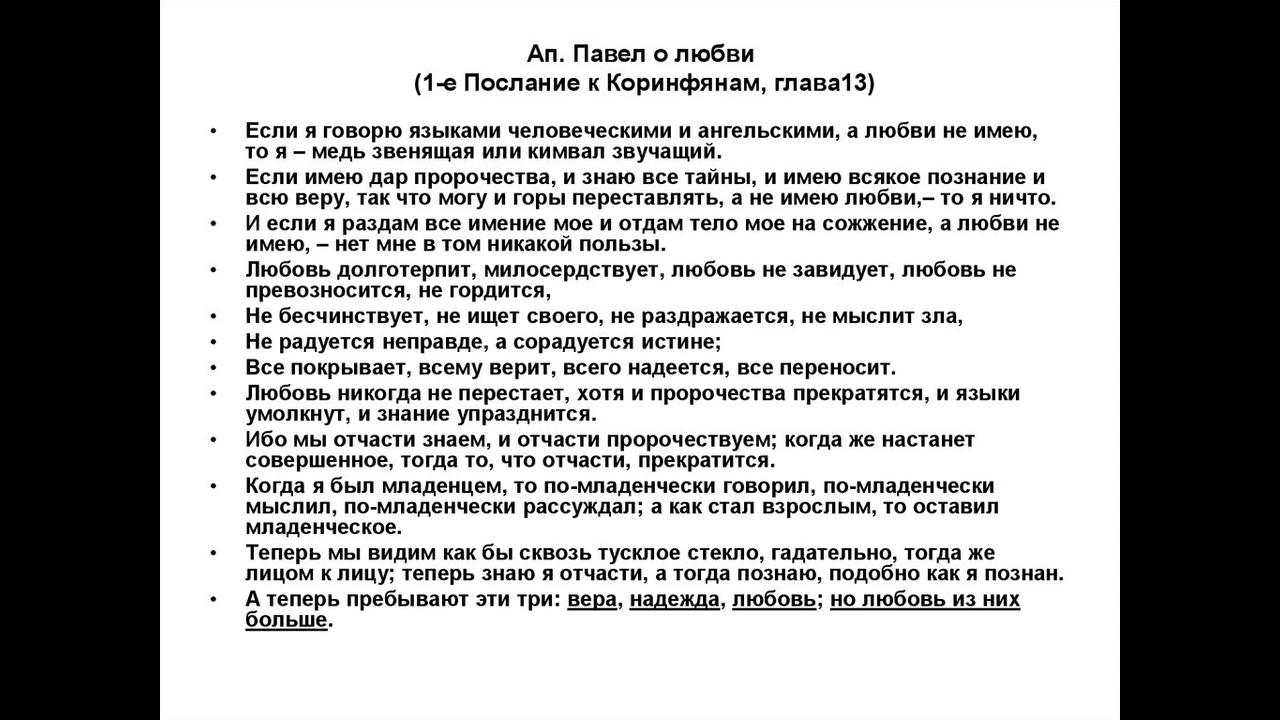 Ап. Павел о любви
(1-е Послание к Коринфянам, глава13)
• Если я говорю языками человеческими и ангельскими, а любви не имею,
то я – медь звенящая или кимвал звучащий.
• Если имею дар пророчества, и знаю все тайны, и имею всякое познание и
всю веру, так что могу и горы переставлять, а не имею любви,– то я ничто.
• И если я раздам все имение мое и отдам тело мое на сожжение, а любви не
имею, – нет мне в том никакой пользы.
• Любовь долготерпит, милосердствует, любовь не завидует, любовь не
превозносится, не гордится,
• Не бесчинствует, не ищет своего, не раздражается, не мыслит зла,
• Не радуется неправде, а сорадуется истине;
• Все покрывает, всему верит, всего надеется, все переносит.
• Любовь никогда не перестает, хотя и пророчества прекратятся, и языки
умолкнут, и знание упразднится.
• Ибо мы отчасти знаем, и отчасти пророчествуем; когда же настанет
совершенное, тогда то, что отчасти, прекратится.
• Когда я был младенцем, то по-младенчески говорил, по-младенчески
мыслил, по-младенчески рассуждал; а как стал взрослым, то оставил
младенческое.
• Теперь мы видим как бы сквозь тусклое стекло, гадательно, тогда же
лицом к лицу; теперь знаю я отчасти, а тогда познаю, подобно как я познан.
• А теперь пребывают эти три: вера, надежда, любовь; но любовь из них
больше.